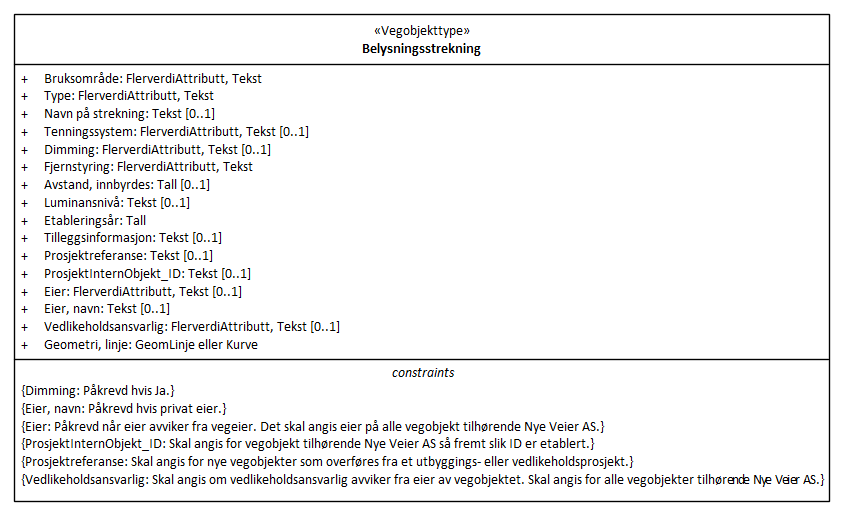 «Vegobjekttype»
Belysningsstrekning
+ Bruksområde: FlerverdiAttributt, Tekst
+ Type: FlerverdiAttributt, Tekst
+ Navn på strekning: Tekst [0..1]
+ Tenningssystem: FlerverdiAttributt, Tekst [0..1]
+ Dimming: FlerverdiAttributt, Tekst [0..1]
+ Fjernstyring: FlerverdiAttributt, Tekst
+ Avstand, innbyrdes: Tall [0..1]
+ Luminansnivå: Tekst [0..1]
+ Etableringsår: Tall
+ Tilleggsinformasjon: Tekst [0..1]
+ Prosjektreferanse: Tekst [0..1]
+ ProsjektInternObjekt_ID: Tekst [0..1]
+ Eier: FlerverdiAttributt, Tekst [0..1]
+ Eier, navn: Tekst [0..1]
+ Vedlikeholdsansvarlig: FlerverdiAttributt, Tekst [0..1]
+ Geometri, linje: GeomLinje eller Kurve
constraints
{Dimming: Påkrevd hvis Ja.}
{Eier, navn: Påkrevd hvis privat eier.}
{Eier: Påkrevd når eier avviker fra vegeier. Det skal angis eier på alle vegobjekt tilhørende Nye Veier AS.}
{ProsjektInternObjekt_ID: Skal angis for vegobjekt tilhørende Nye Veier AS så fremt slik ID er etablert.}
{Prosjektreferanse: Skal angis for nye vegobjekter som overføres fra et utbyggings- eller vedlikeholdsprosjekt.}
{Vedlikeholdsansvarlig: Skal angis om vedlikeholdsansvarlig avviker fra eier av vegobjektet. Skal angis for alle vegobjekter tilhørende Nye Veier AS.}